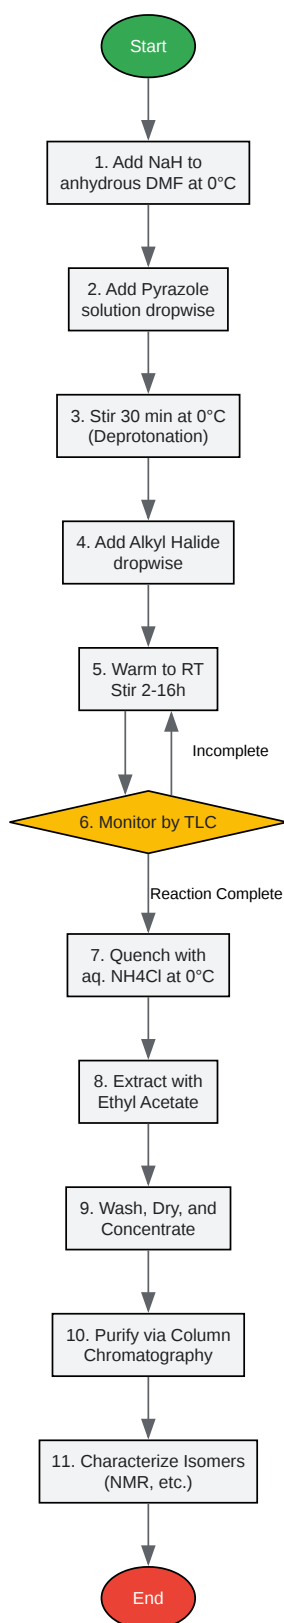 Start
1. Add NaH to
anhydrous DMF at 0°C
2. Add Pyrazole
solution dropwise
3. Stir 30 min at 0°C
(Deprotonation)
4. Add Alkyl Halide
dropwise
5. Warm to RT
Stir 2-16h
Incomplete
6. Monitor by TLC
Reaction Complete
7. Quench with
aq. NH4Cl at 0°C
8. Extract with
Ethyl Acetate
9. Wash, Dry, and
Concentrate
10. Purify via Column
Chromatography
11. Characterize Isomers
(NMR, etc.)
End